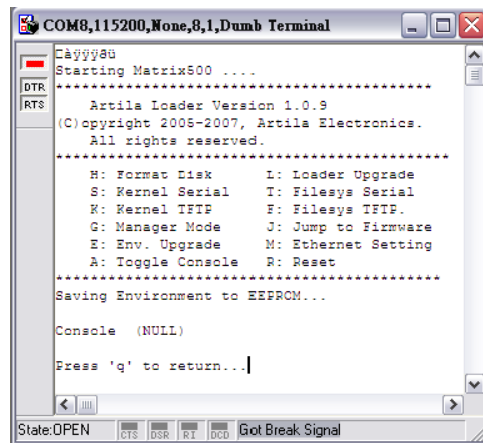 COM8,115200,None,8,1,Dumb Terminal
DTR
RTS
□àÿÿÿðü
Starting Matrix500 ....
*******************************************
Artila Loader Version 1.0.9
(C)opyright 2005-2007, Artila Electronics.
All rights reserved.
*********************************************
H: Format Disk L: Loader Upgrade
S: Kernel Serial T: Filesys Serial
K: Kernel TFTP F: Filesys TFTP.
G: Manager Mode J: Jump to Firmware
E: Env. Upgrade M: Ethernet Setting
A: Toggle Console R: Reset
********************************************
Saving Environment to EEPROM...
Console (NULL)
Press 'q' to return...
State:OPEN CTS DSR RI DCD Got Break Signal